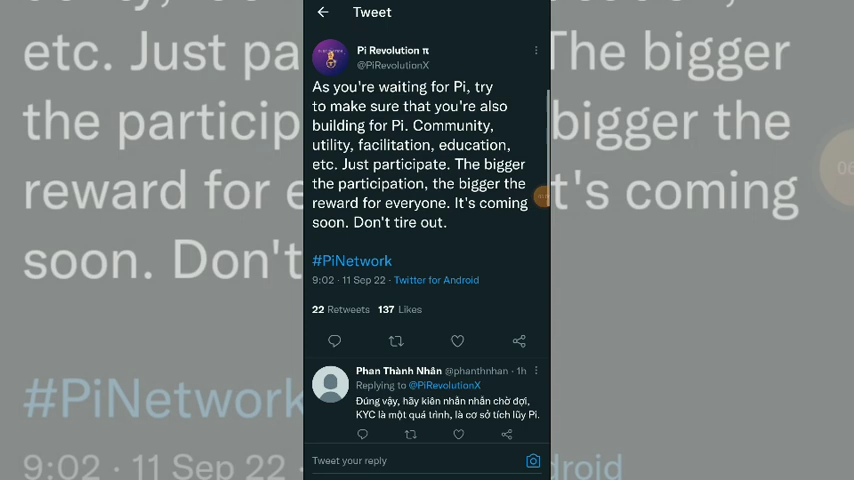 Tweet
Pi Revolution π
@PiRevolutionX
As you're waiting for Pi, try
to make sure that you're also
building for Pi. Community,
utility, facilitation, education,
etc. Just participate. The bigger
the participation, the bigger the
reward for everyone. It's coming
soon. Don't tire out.
#PiNetwork
9:02 · 11 Sep 22 · Twitter for Android
22 Retweets 137 Likes
Phan Thành Nhân @phanthnhan · 1h
Replying to @PiRevolutionX
Đúng vậy, hãy kiên nhẫn nhẫn chờ đợi,
KYC là một quá trình, là cơ sở tích lũy Pi.
Tweet your reply